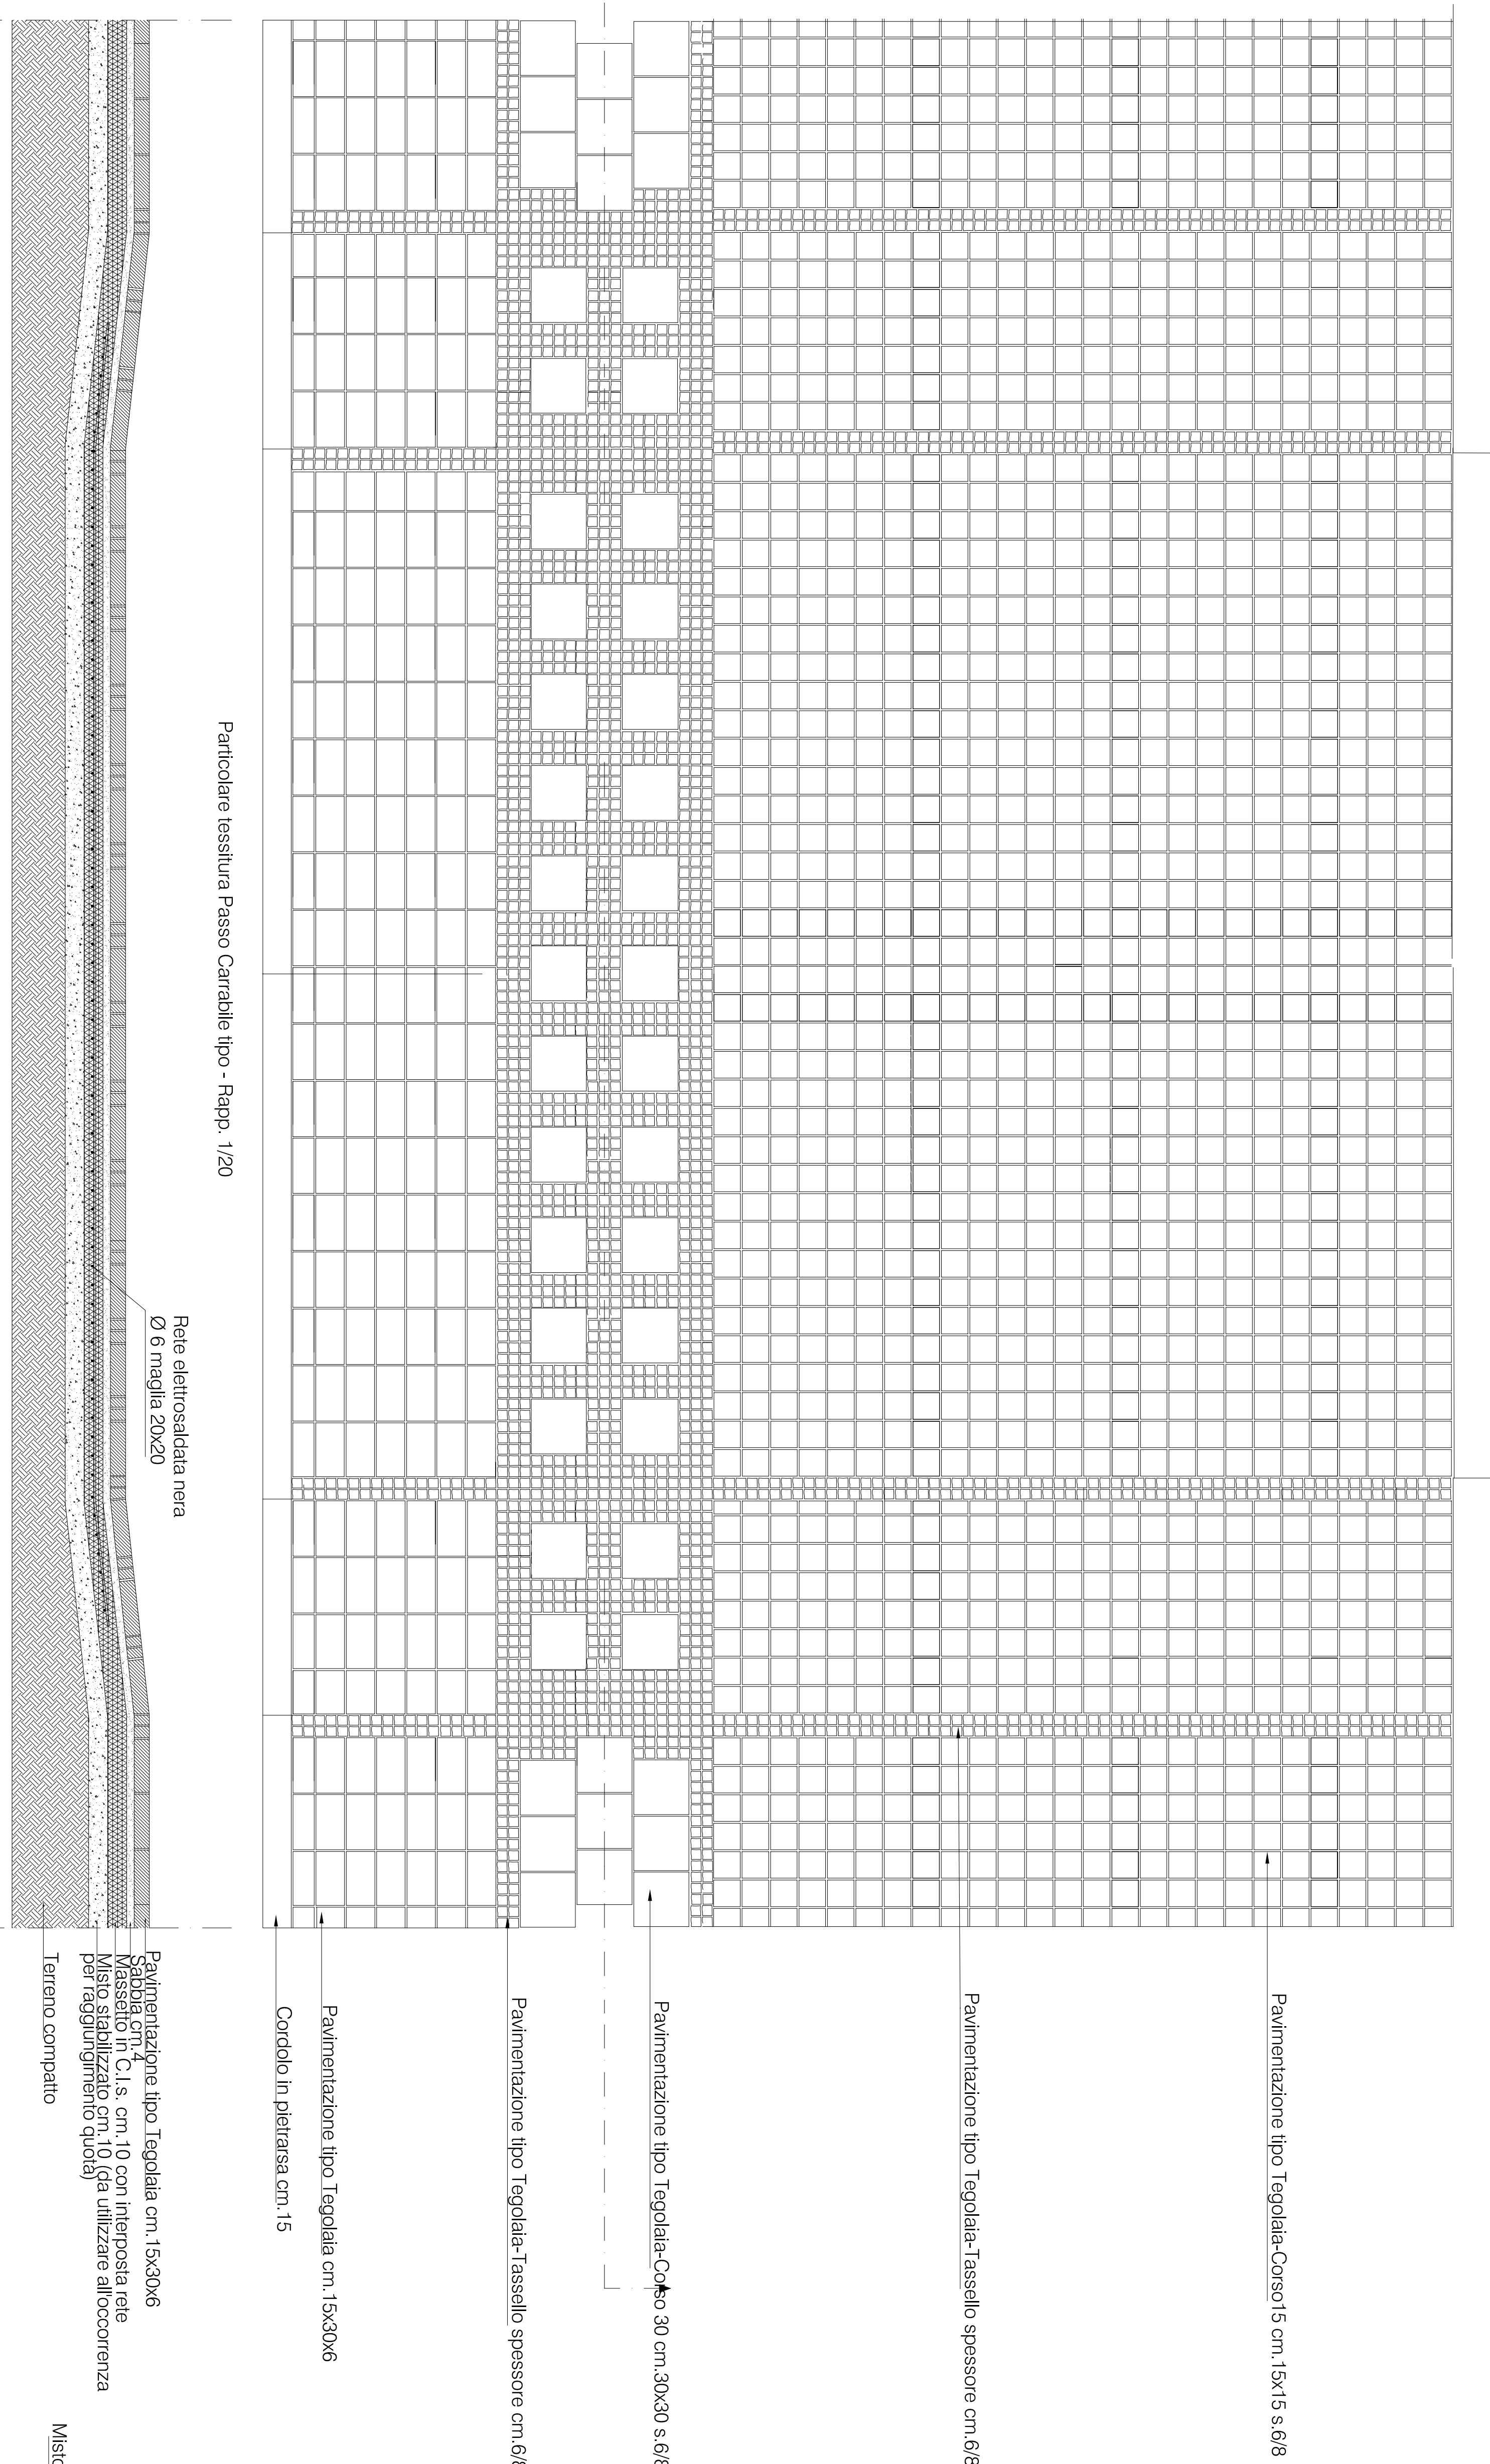 Pavimentazione tipo Tegolaia-Corso15 cm.15x15 s.6/8
Pavimentazione tipo Tegolaia-Tassello spessore cm.6/8
Pavimentazione tipo Tegolaia-Corso 30 cm.30x30 s.6/8
Pavimentazione tipo Tegolaia-Tassello spessore cm.6/8
Pavimentazione tipo Tegolaia cm.15x30x6
Cordolo in pietrarsa cm.15
Particolare tessitura Passo Carrabile tipo - Rapp. 1/20
Rete elettrosaldata nera
Ø 6 maglia 20x20
Pavimentazione tipo Tegolaia cm.15x30x6
Sabbia cm.4
Massetto in C.l.s. cm.10 con interposta rete
Misto stabilizzato cm.10 (da utilizzare all'occorrenza
per raggiungimento quota)
Terreno compatto
Misto